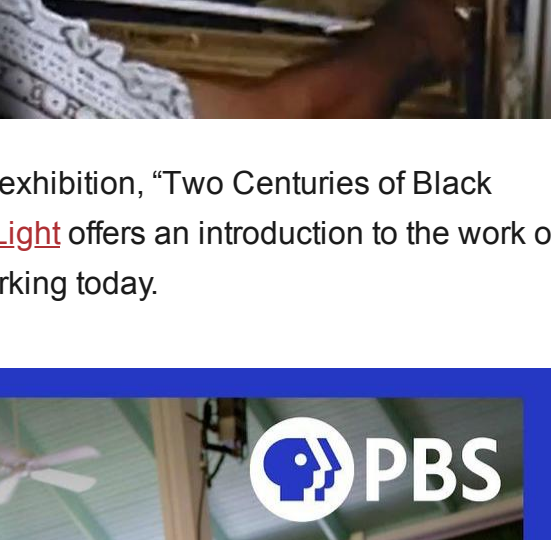 exhibition, “Two Centuries of Black
Light offers an introduction to the work o
rking today.
PBS